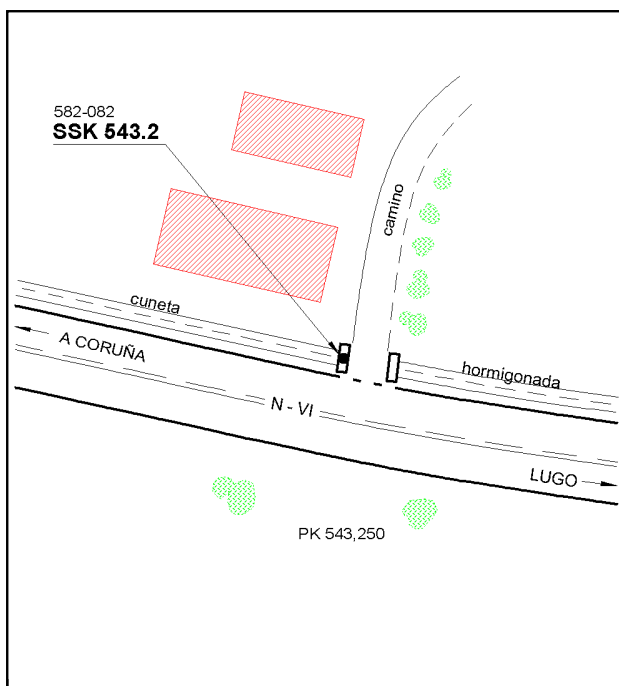 582-082
SSK 543.2
camino
cuneta
A CORUÑA
hormigonada
N - VI
LUGO
PK 543,250